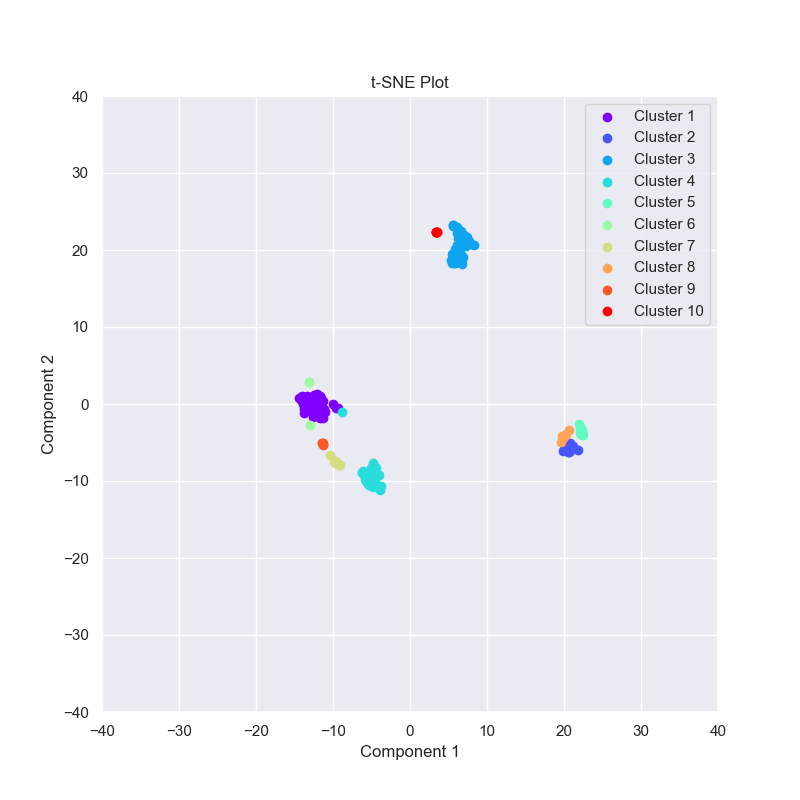 t-SNE Plot
Cluster 1
Cluster 2
Cluster 3
Cluster 4
Cluster 5
Cluster 6
Cluster 7
Cluster 8
Cluster 9
Cluster 10
40
30
20
10
0
−10
−20
−30
−40
Component 2
−40 −30 −20 −10 0 10 20 30 40
Component 1